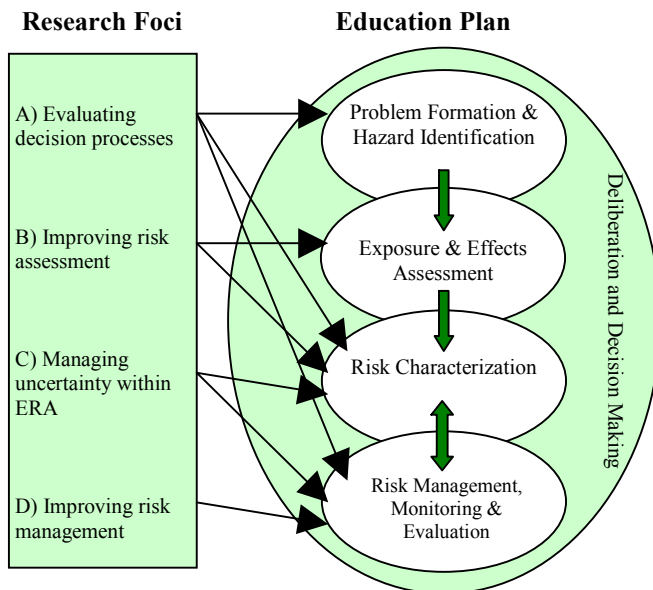 Research Foci
Education Plan
A) Evaluating
decision processes
B) Improving risk
assessment
C) Managing
uncertainty within
ERA
D) Improving risk
management
Problem Formation &
Hazard Identification
Exposure & Effects
Assessment
Risk Characterization
Risk Management,
Monitoring &
Evaluation
Deliberation and Decision Making